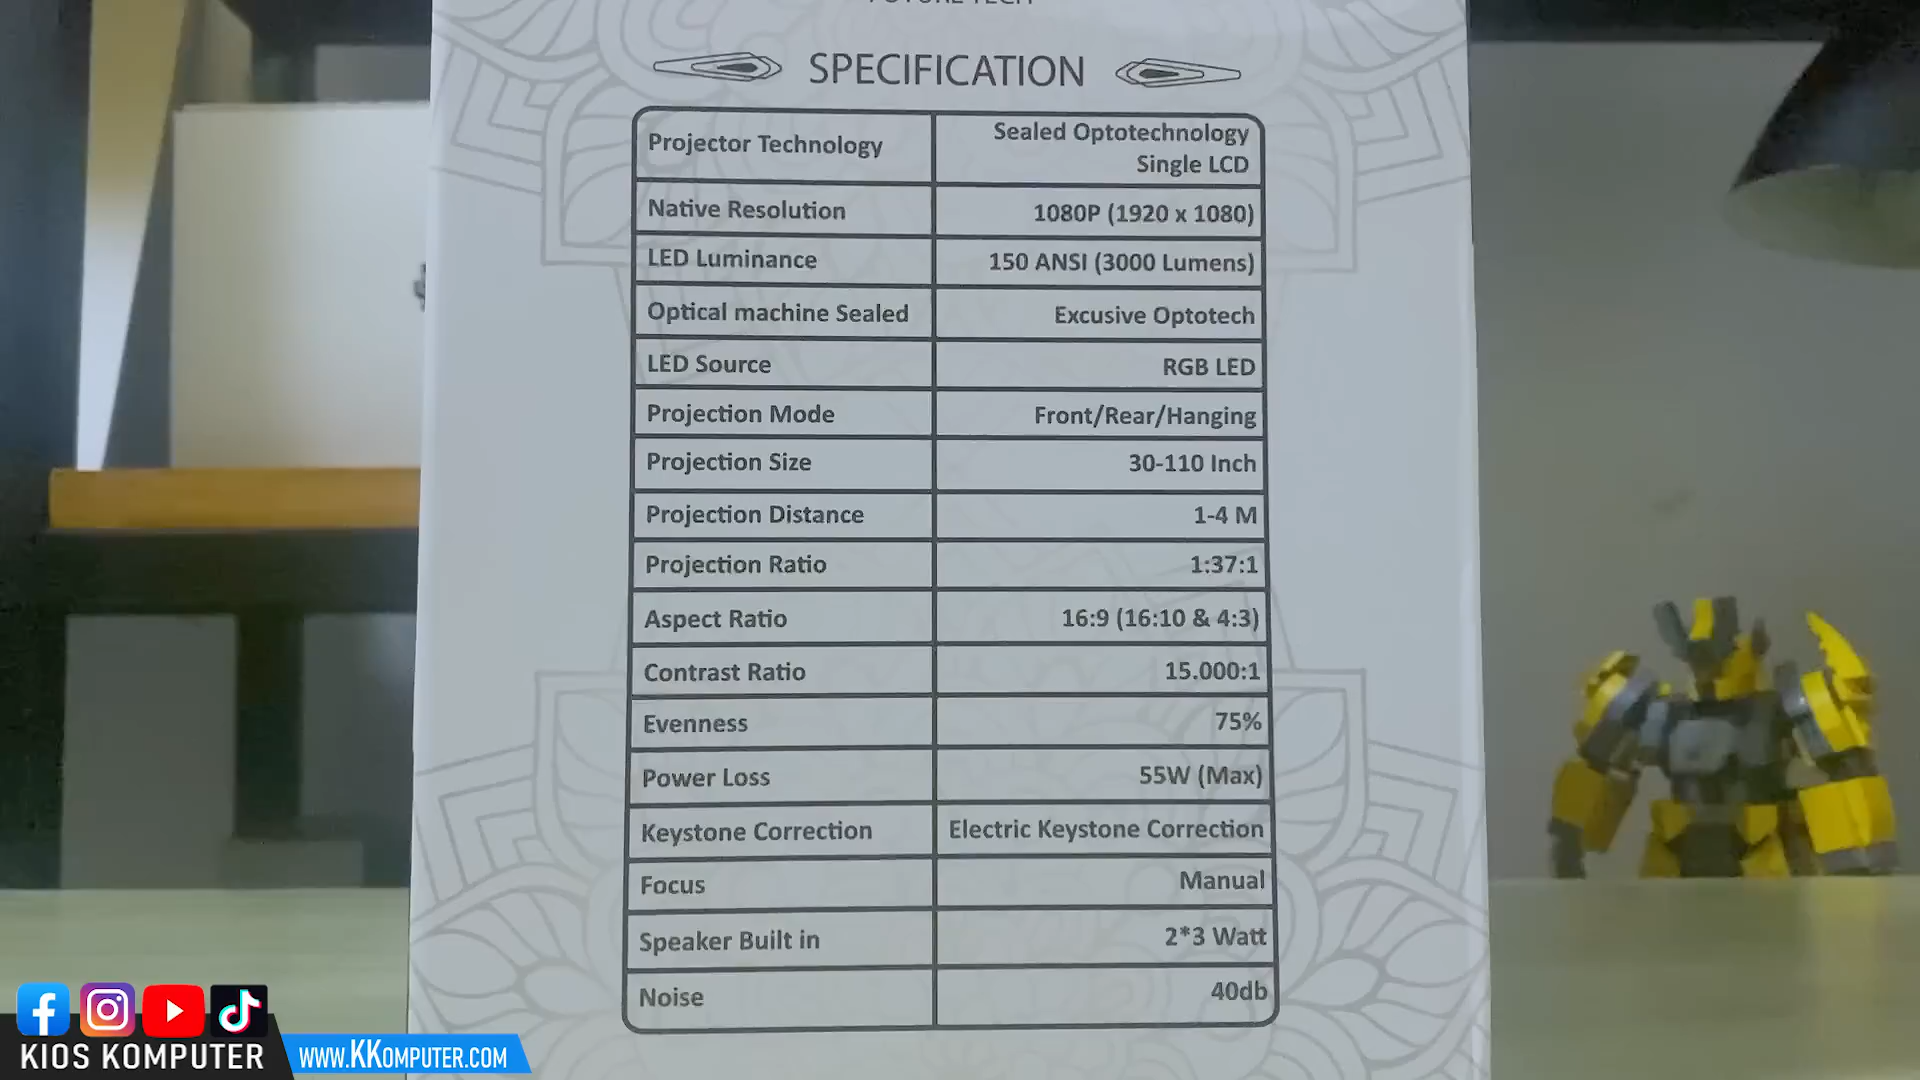 FUTURE TECH
SPECIFICATION
Projector Technology
Sealed Optotechnology
Single LCD
Native Resolution
1080P (1920 x 1080)
LED Luminance
150 ANSI (3000 Lumens)
Optical machine Sealed
Excusive Optotech
LED Source
RGB LED
Projection Mode
Front/Rear/Hanging
Projection Size
30-110 Inch
Projection Distance
1-4 M
Projection Ratio
1:37:1
Aspect Ratio
16:9 (16:10 & 4:3)
Contrast Ratio
15.000:1
Evenness
75%
Power Loss
55W (Max)
Keystone Correction
Electric Keystone Correction
Focus
Manual
Speaker Built in
2*3 Watt
Noise
40db
KIOS KOMPUTER
www.KKomputer.com